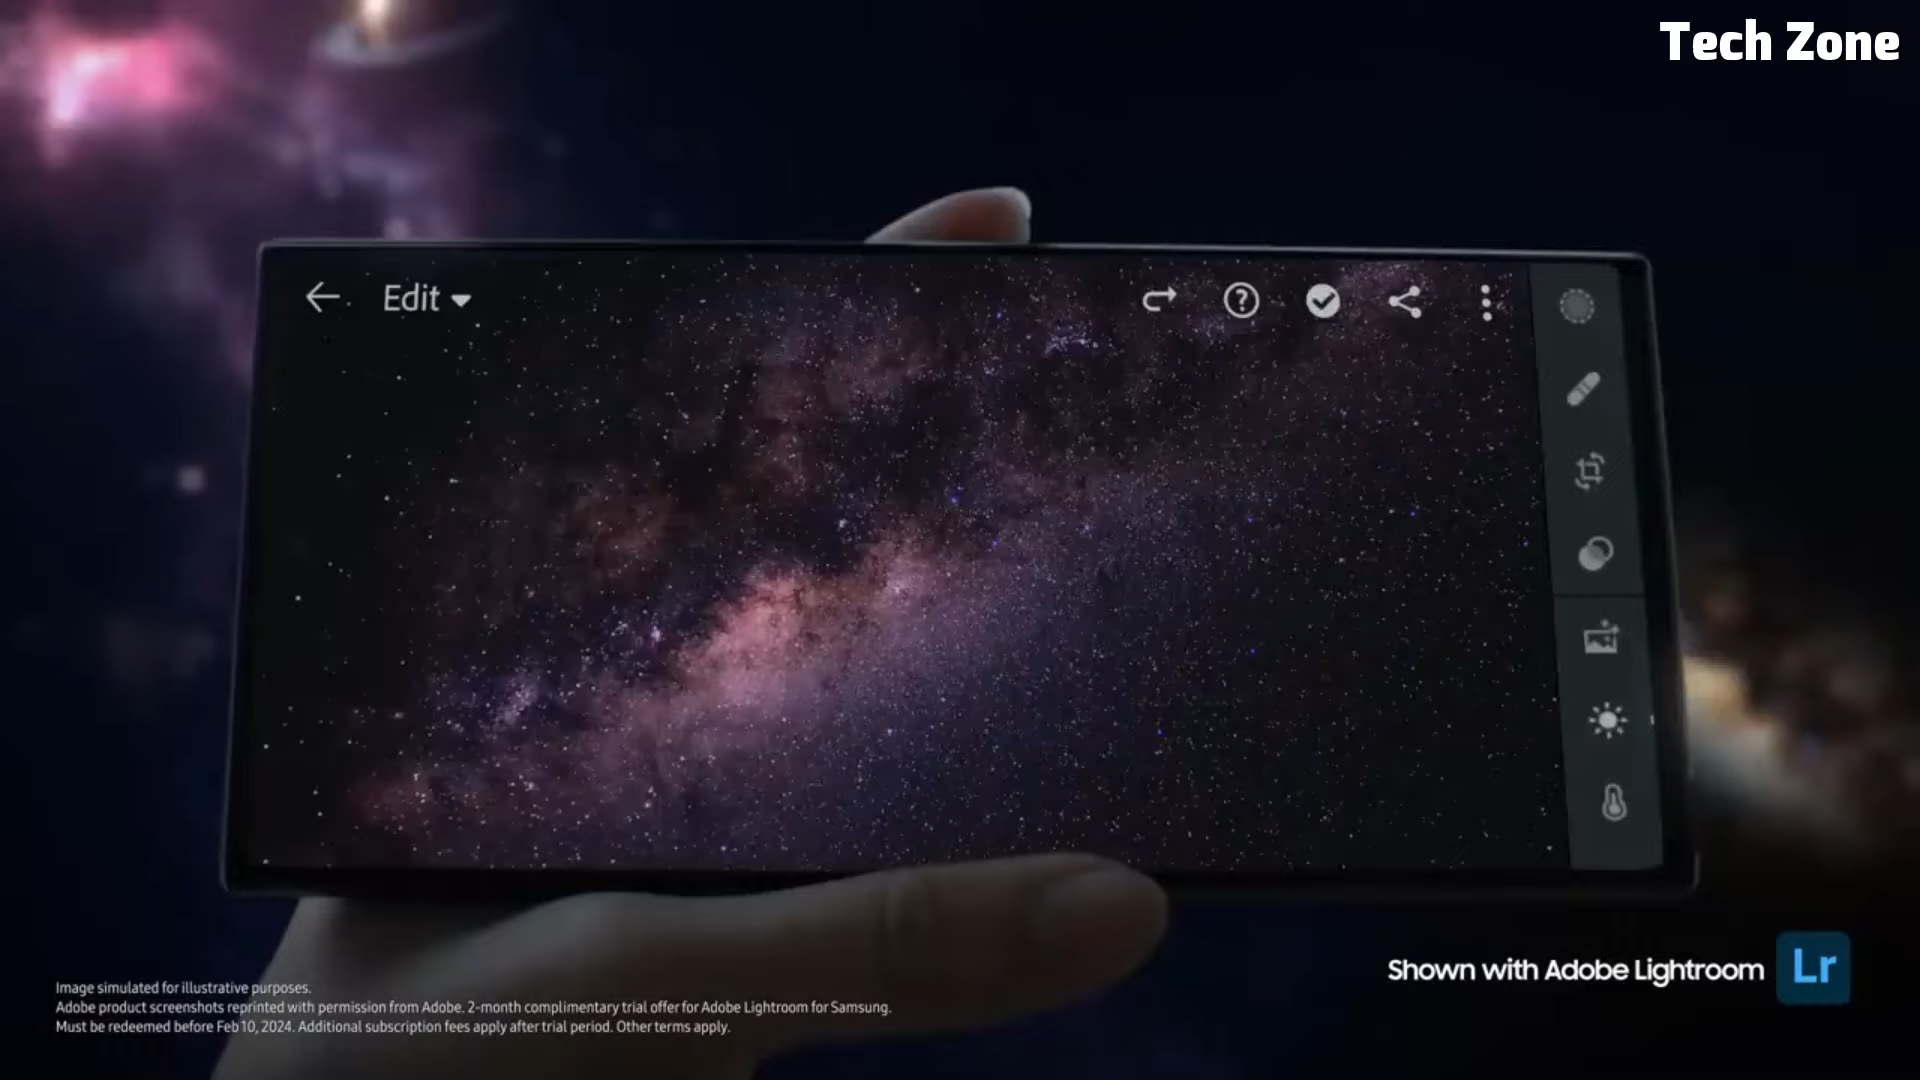 Tech Zone
Edit
Shown with Adobe Lightroom
Lr
Image simulated for illustrative purposes.
Adobe product screenshots reprinted with permission from Adobe. 2-month complimentary trial offer for Adobe Lightroom for Samsung.
Must be redeemed before Feb 10, 2024. Additional subscription fees apply after trial period. Other terms apply.